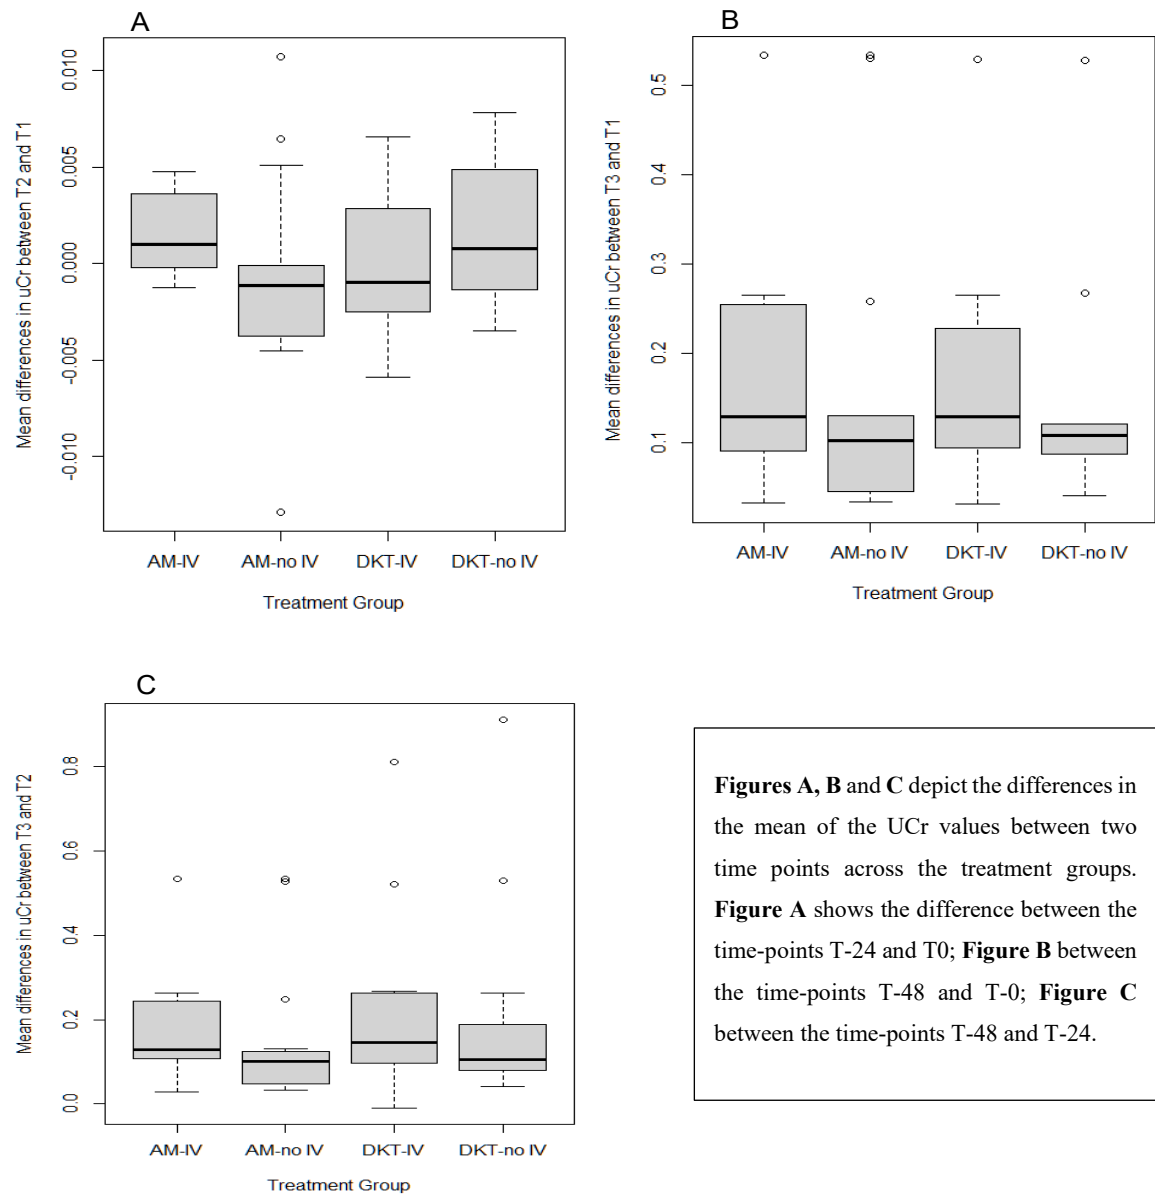 A
Mean differences in uCr between T2 and T1
0.010
0.005
0.000
-0.005
-0.010
AM-IV AM-no IV DKT-IV DKT-no IV
Treatment Group
B
Mean differences in uCr between T3 and T1
0.5
0.4
0.3
0.2
0.1
AM-IV AM-no IV DKT-IV DKT-no IV
Treatment Group
C
Mean differences in uCr between T3 and T2
0.8
0.6
0.4
0.2
0.0
AM-IV AM-no IV DKT-IV DKT-no IV
Treatment Group
Figures A, B and C depict the differences in
the mean of the UCr values between two
time points across the treatment groups.
Figure A shows the difference between the
time-points T-24 and T0; Figure B between
the time-points T-48 and T-0; Figure C
between the time-points T-48 and T-24.